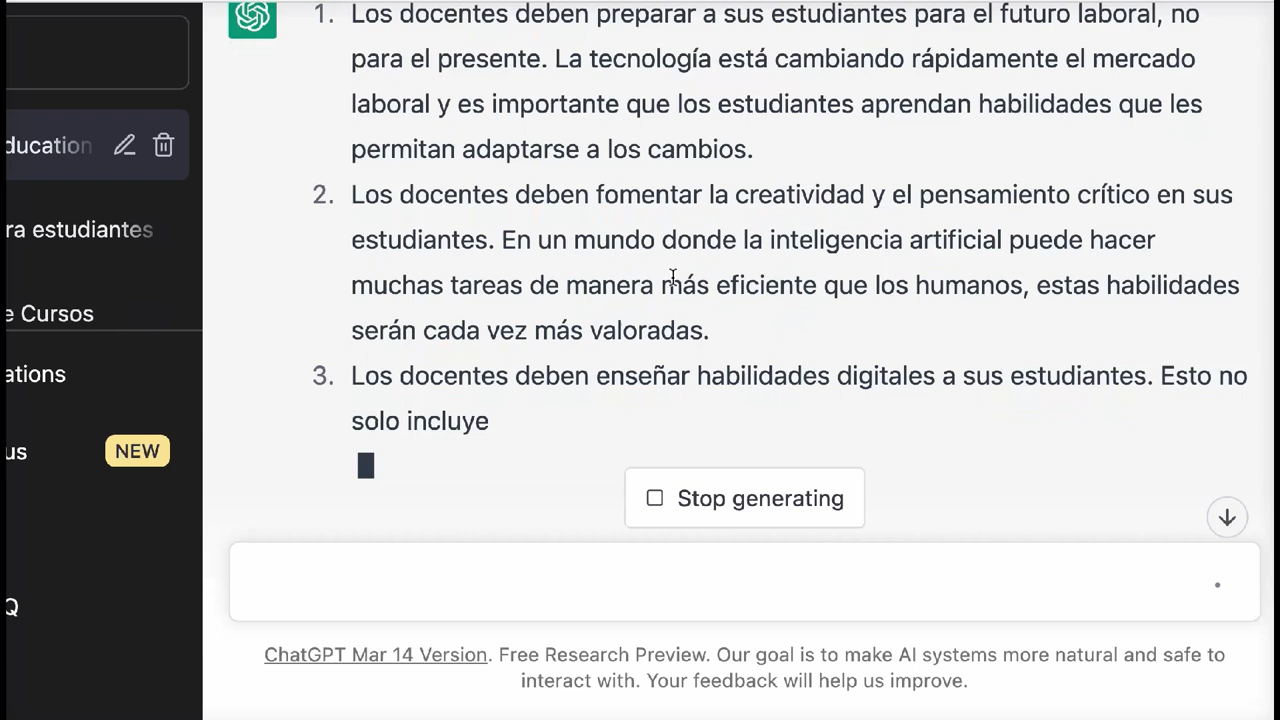 1. Los docentes deben preparar a sus estudiantes para el futuro laboral, no
para el presente. La tecnología está cambiando rápidamente el mercado
laboral y es importante que los estudiantes aprendan habilidades que les
permitan adaptarse a los cambios.
2. Los docentes deben fomentar la creatividad y el pensamiento crítico en sus
estudiantes. En un mundo donde la inteligencia artificial puede hacer
muchas tareas de manera más eficiente que los humanos, estas habilidades
serán cada vez más valoradas.
3. Los docentes deben enseñar habilidades digitales a sus estudiantes. Esto no
solo incluye
Stop generating
ChatGPT Mar 14 Version. Free Research Preview. Our goal is to make AI systems more natural and safe to
interact with. Your feedback will help us improve.
ducation
ra estudiantes
e Cursos
ations
us NEW
Q